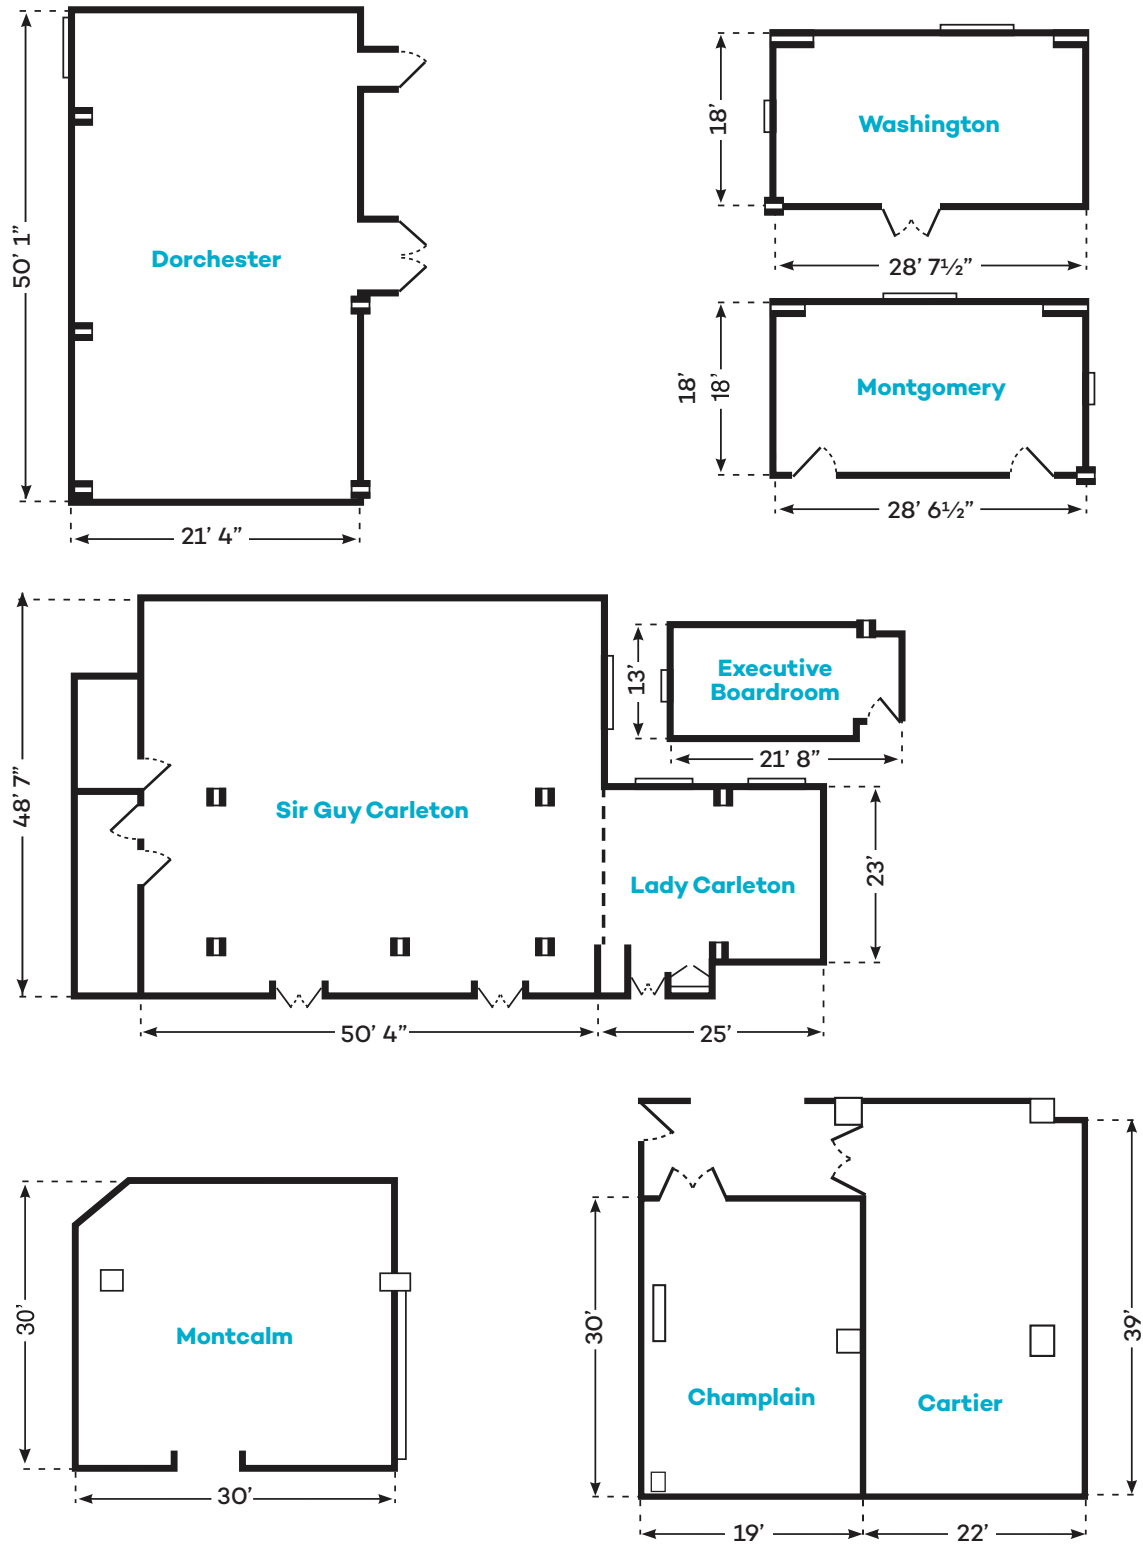 50’ 1”
Dorchester
21’ 4”
18’
Washington
28’ 7½”
18’
18’
Montgomery
28’ 6½”
48’ 7”
Sir Guy Carleton
50’ 4”
13’
Executive
Boardroom
21’ 8”
Lady Carleton
23’
25’
30’
Montcalm
30’
30’
Champlain
19’
Cartier
39’
22’